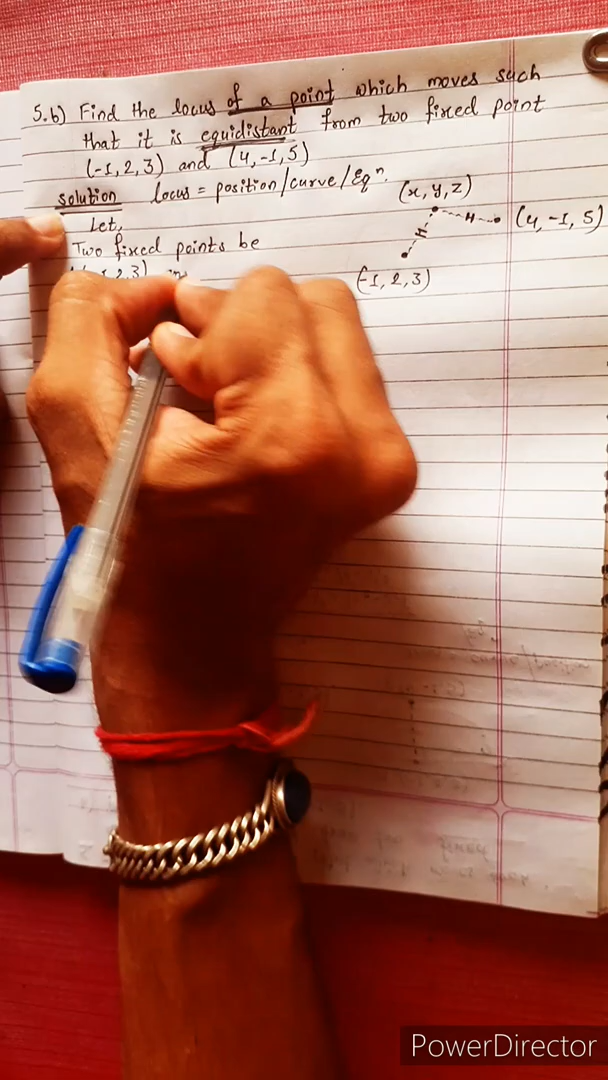 5.b) Find the locus of a point which moves such
that it is equidistant from two fixed point
(-1, 2, 3) and (4, -1, 5)
solution locus = position/curve/Eqⁿ.
(x, y, z)
(4, -1, 5)
(-1, 2, 3)
Let,
Two fixed points be
PowerDirector